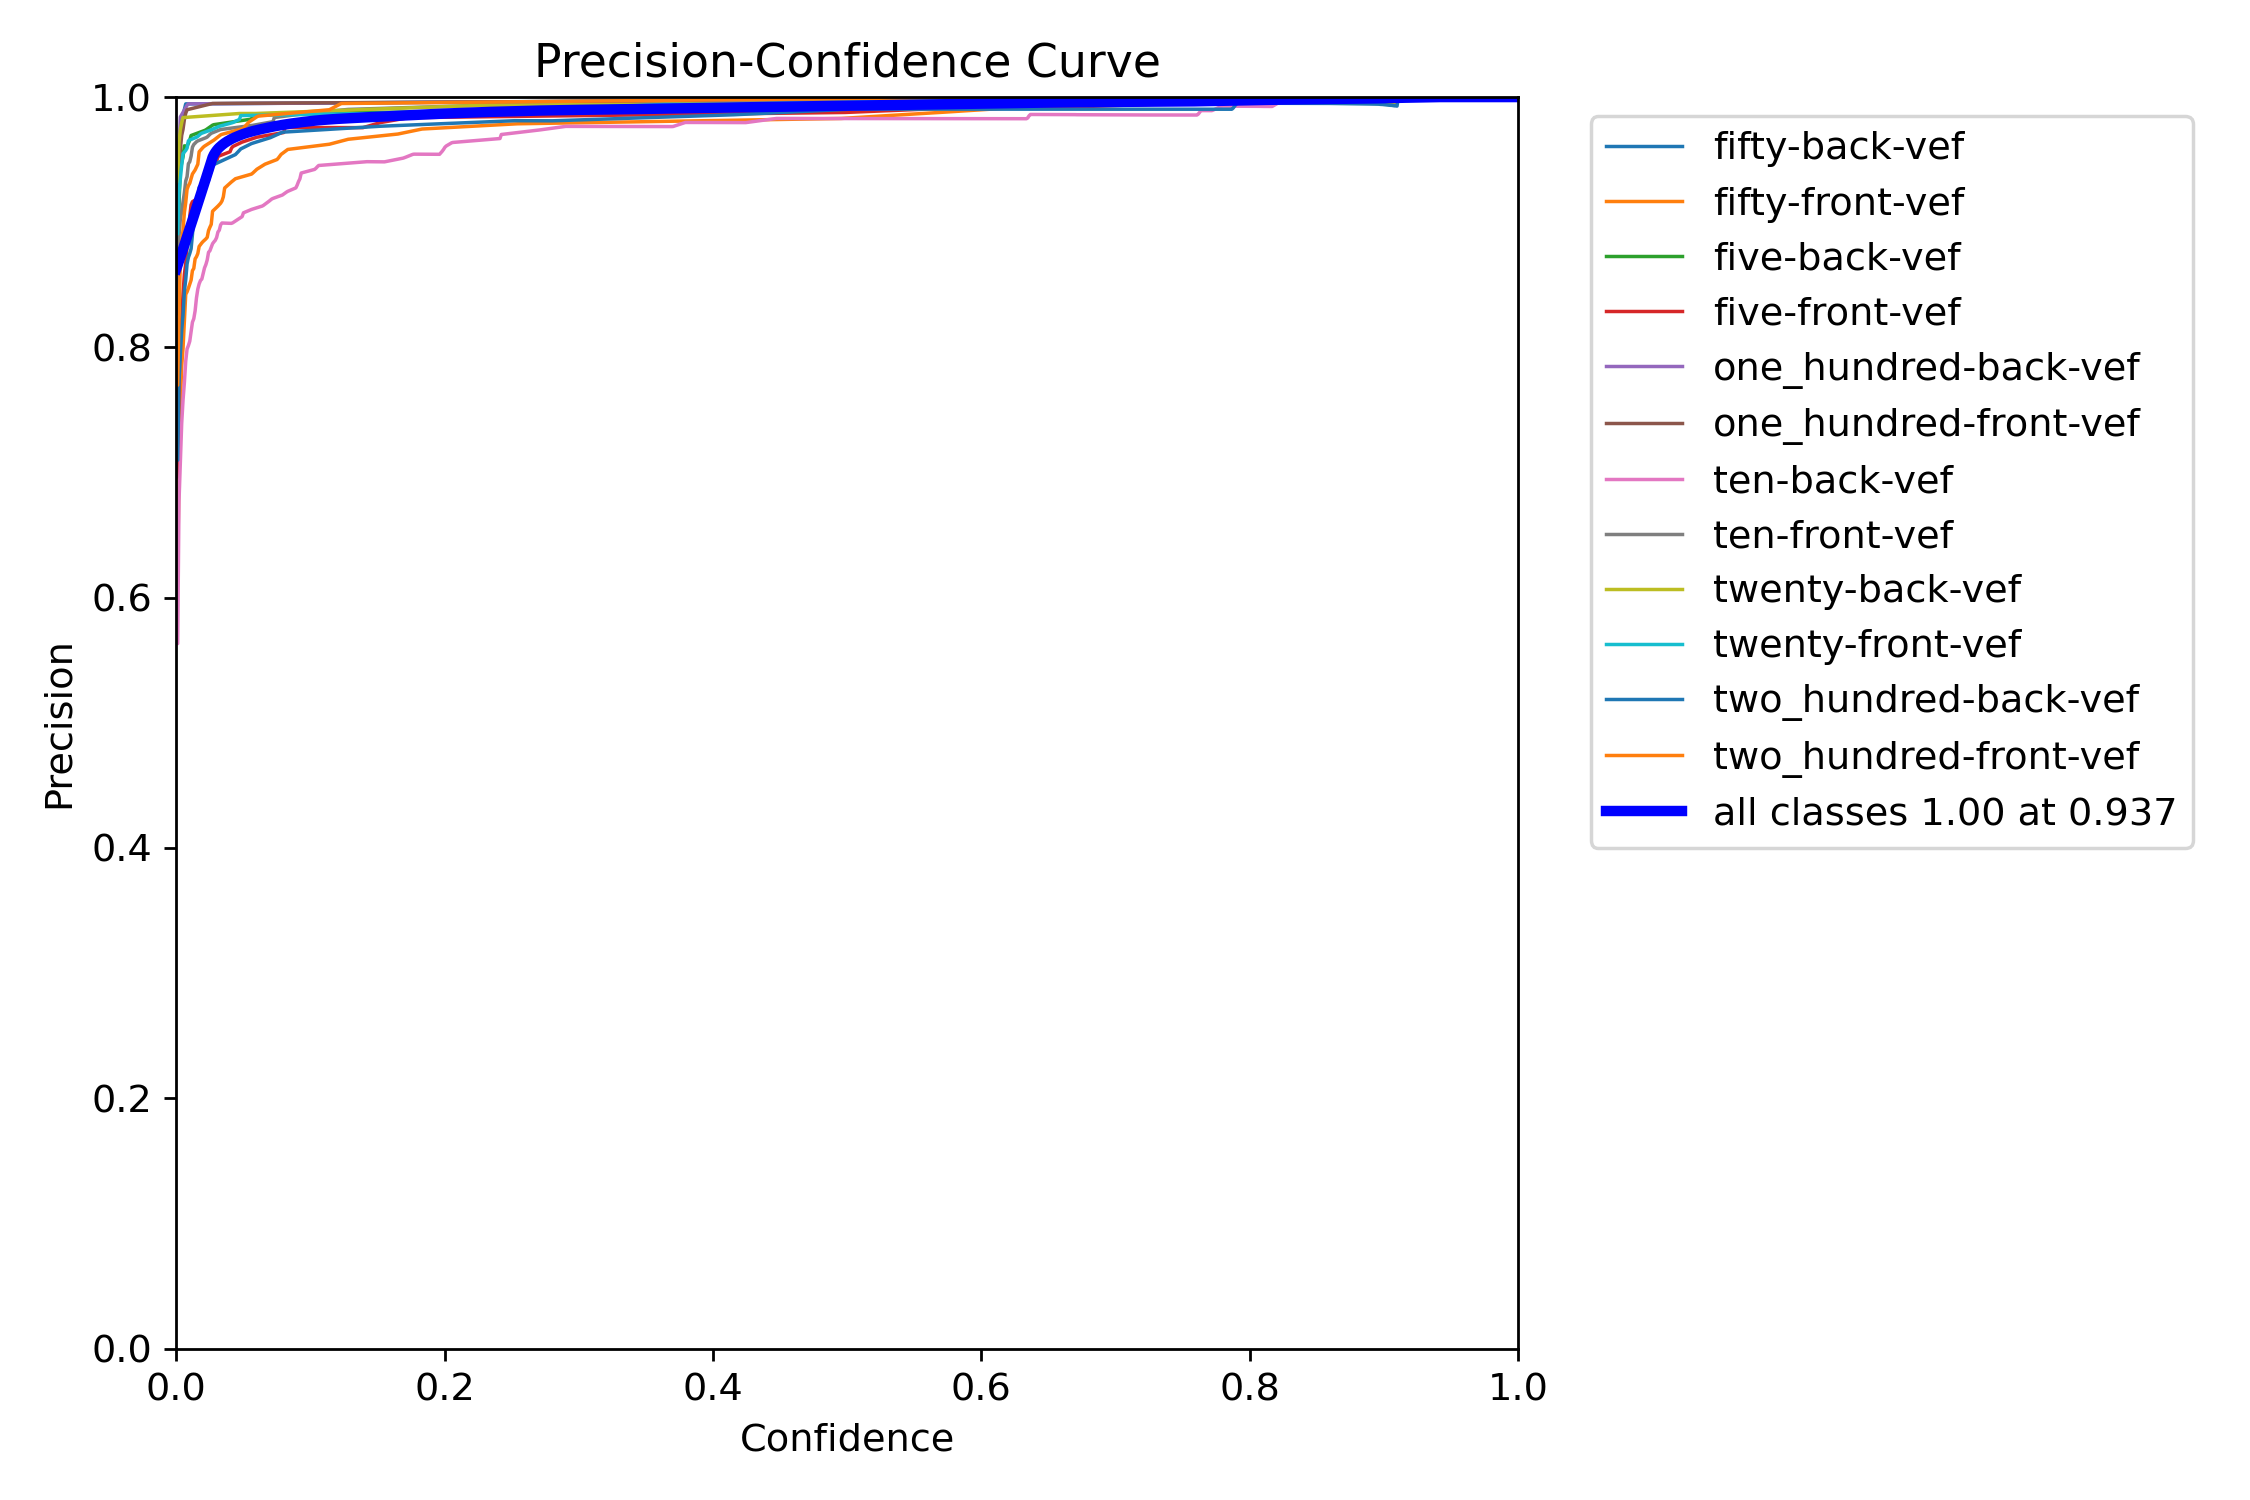 Precision-Confidence Curve
1.0
0.8
0.6
0.4
0.2
0.0
Precision
0.0 0.2 0.4 0.6 0.8 1.0
Confidence
fifty-back-vef
fifty-front-vef
five-back-vef
five-front-vef
one_hundred-back-vef
one_hundred-front-vef
ten-back-vef
ten-front-vef
twenty-back-vef
twenty-front-vef
two_hundred-back-vef
two_hundred-front-vef
all classes 1.00 at 0.937